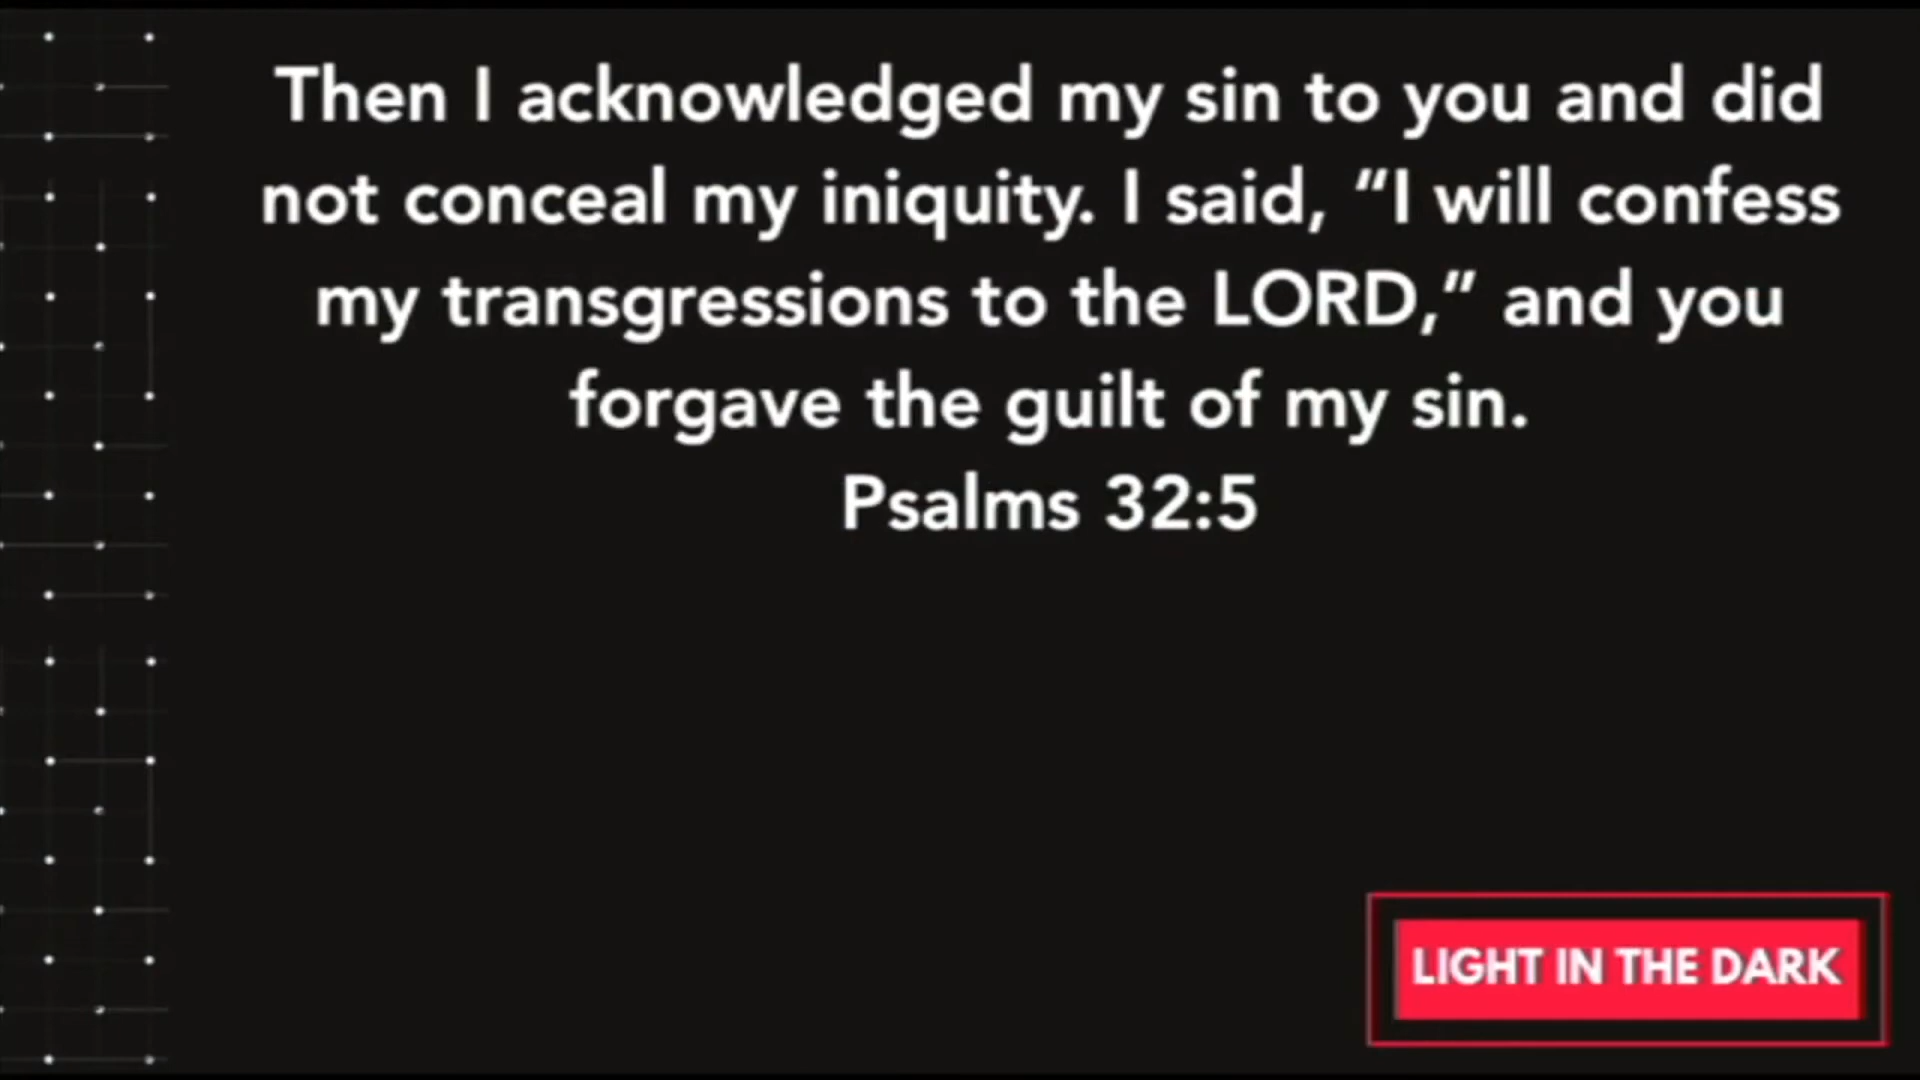 Then I acknowledged my sin to you and did
not conceal my iniquity. I said, “I will confess
my transgressions to the LORD,” and you
forgave the guilt of my sin.
Psalms 32:5
LIGHT IN THE DARK